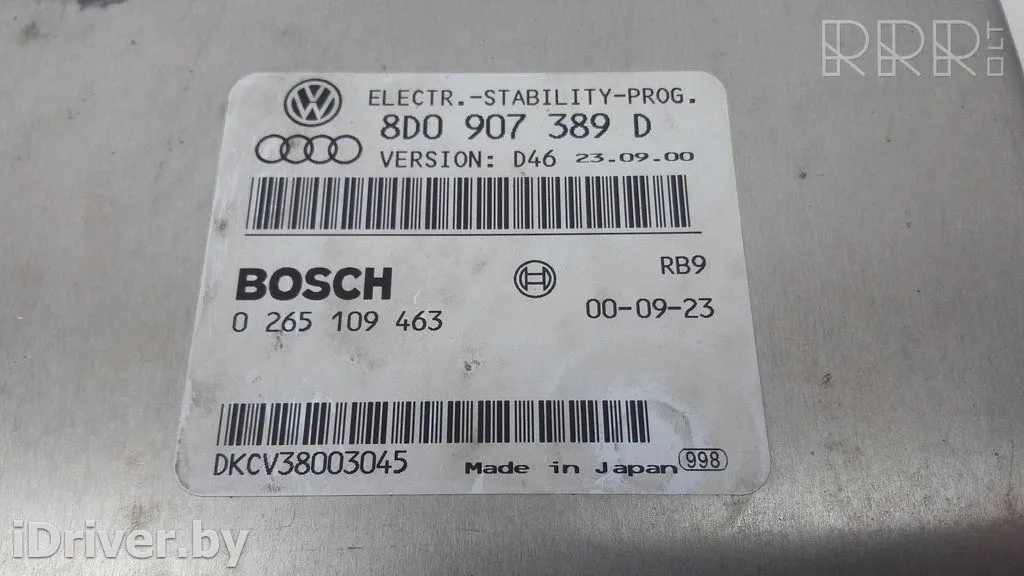 RRR.LT
ELECTR.-STABILITY-PROG.
8D0 907 389 D
VERSION: D46 23.09.00
BOSCH
RB9
0 265 109 463
00-09-23
DKCV38003045
Made in Japan 998
iDriver.by